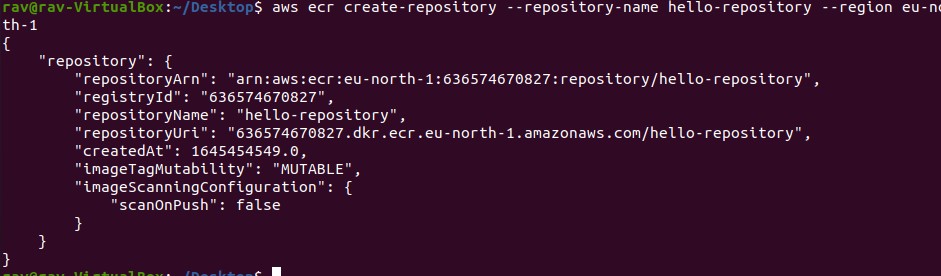 rav@rav-VirtualBox:~/Desktop$ aws ecr create-repository --repository-name hello-repository --region eu-no
th-1
{
    "repository": {
        "repositoryArn": "arn:aws:ecr:eu-north-1:636574670827:repository/hello-repository",
        "registryId": "636574670827",
        "repositoryName": "hello-repository",
        "repositoryUri": "636574670827.dkr.ecr.eu-north-1.amazonaws.com/hello-repository",
        "createdAt": 1645454549.0,
        "imageTagMutability": "MUTABLE",
        "imageScanningConfiguration": {
            "scanOnPush": false
        }
    }
}
rav@rav-VirtualBox:~/Desktop$